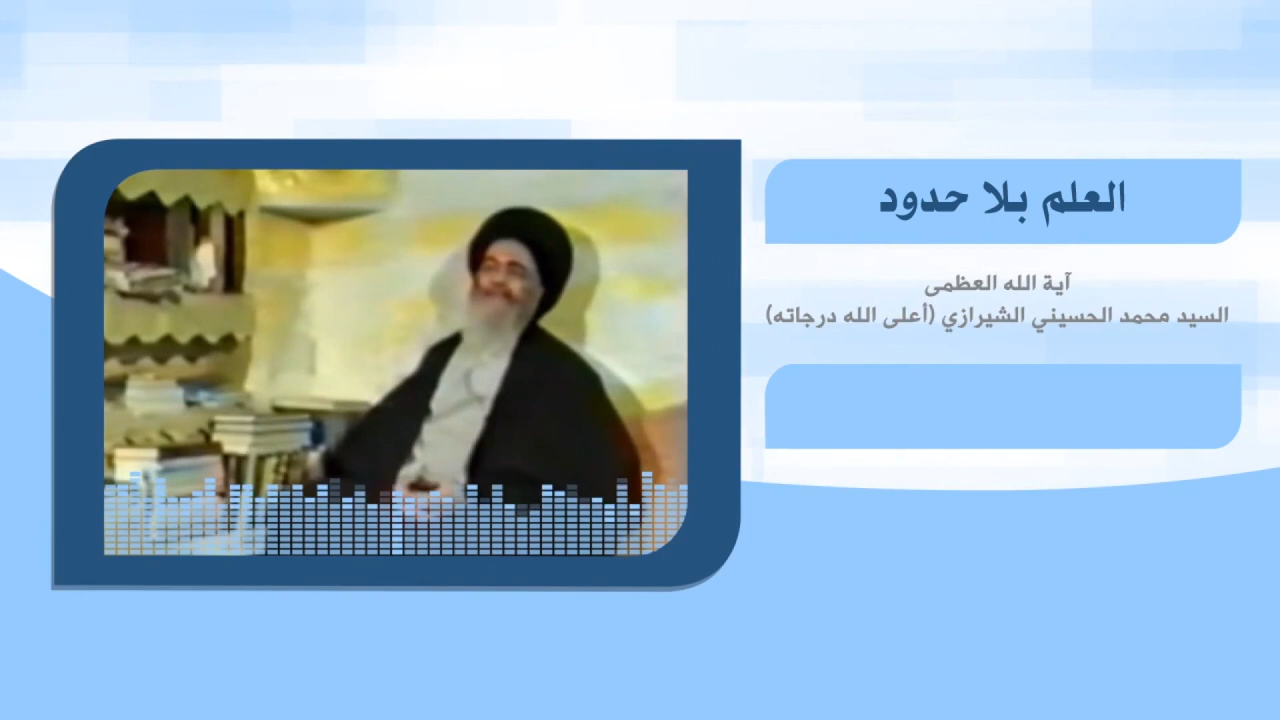 العلم بلا حدود
آية الله العظمى
السيد محمد الحسيني الشيرازي (أعلى الله درجاته)